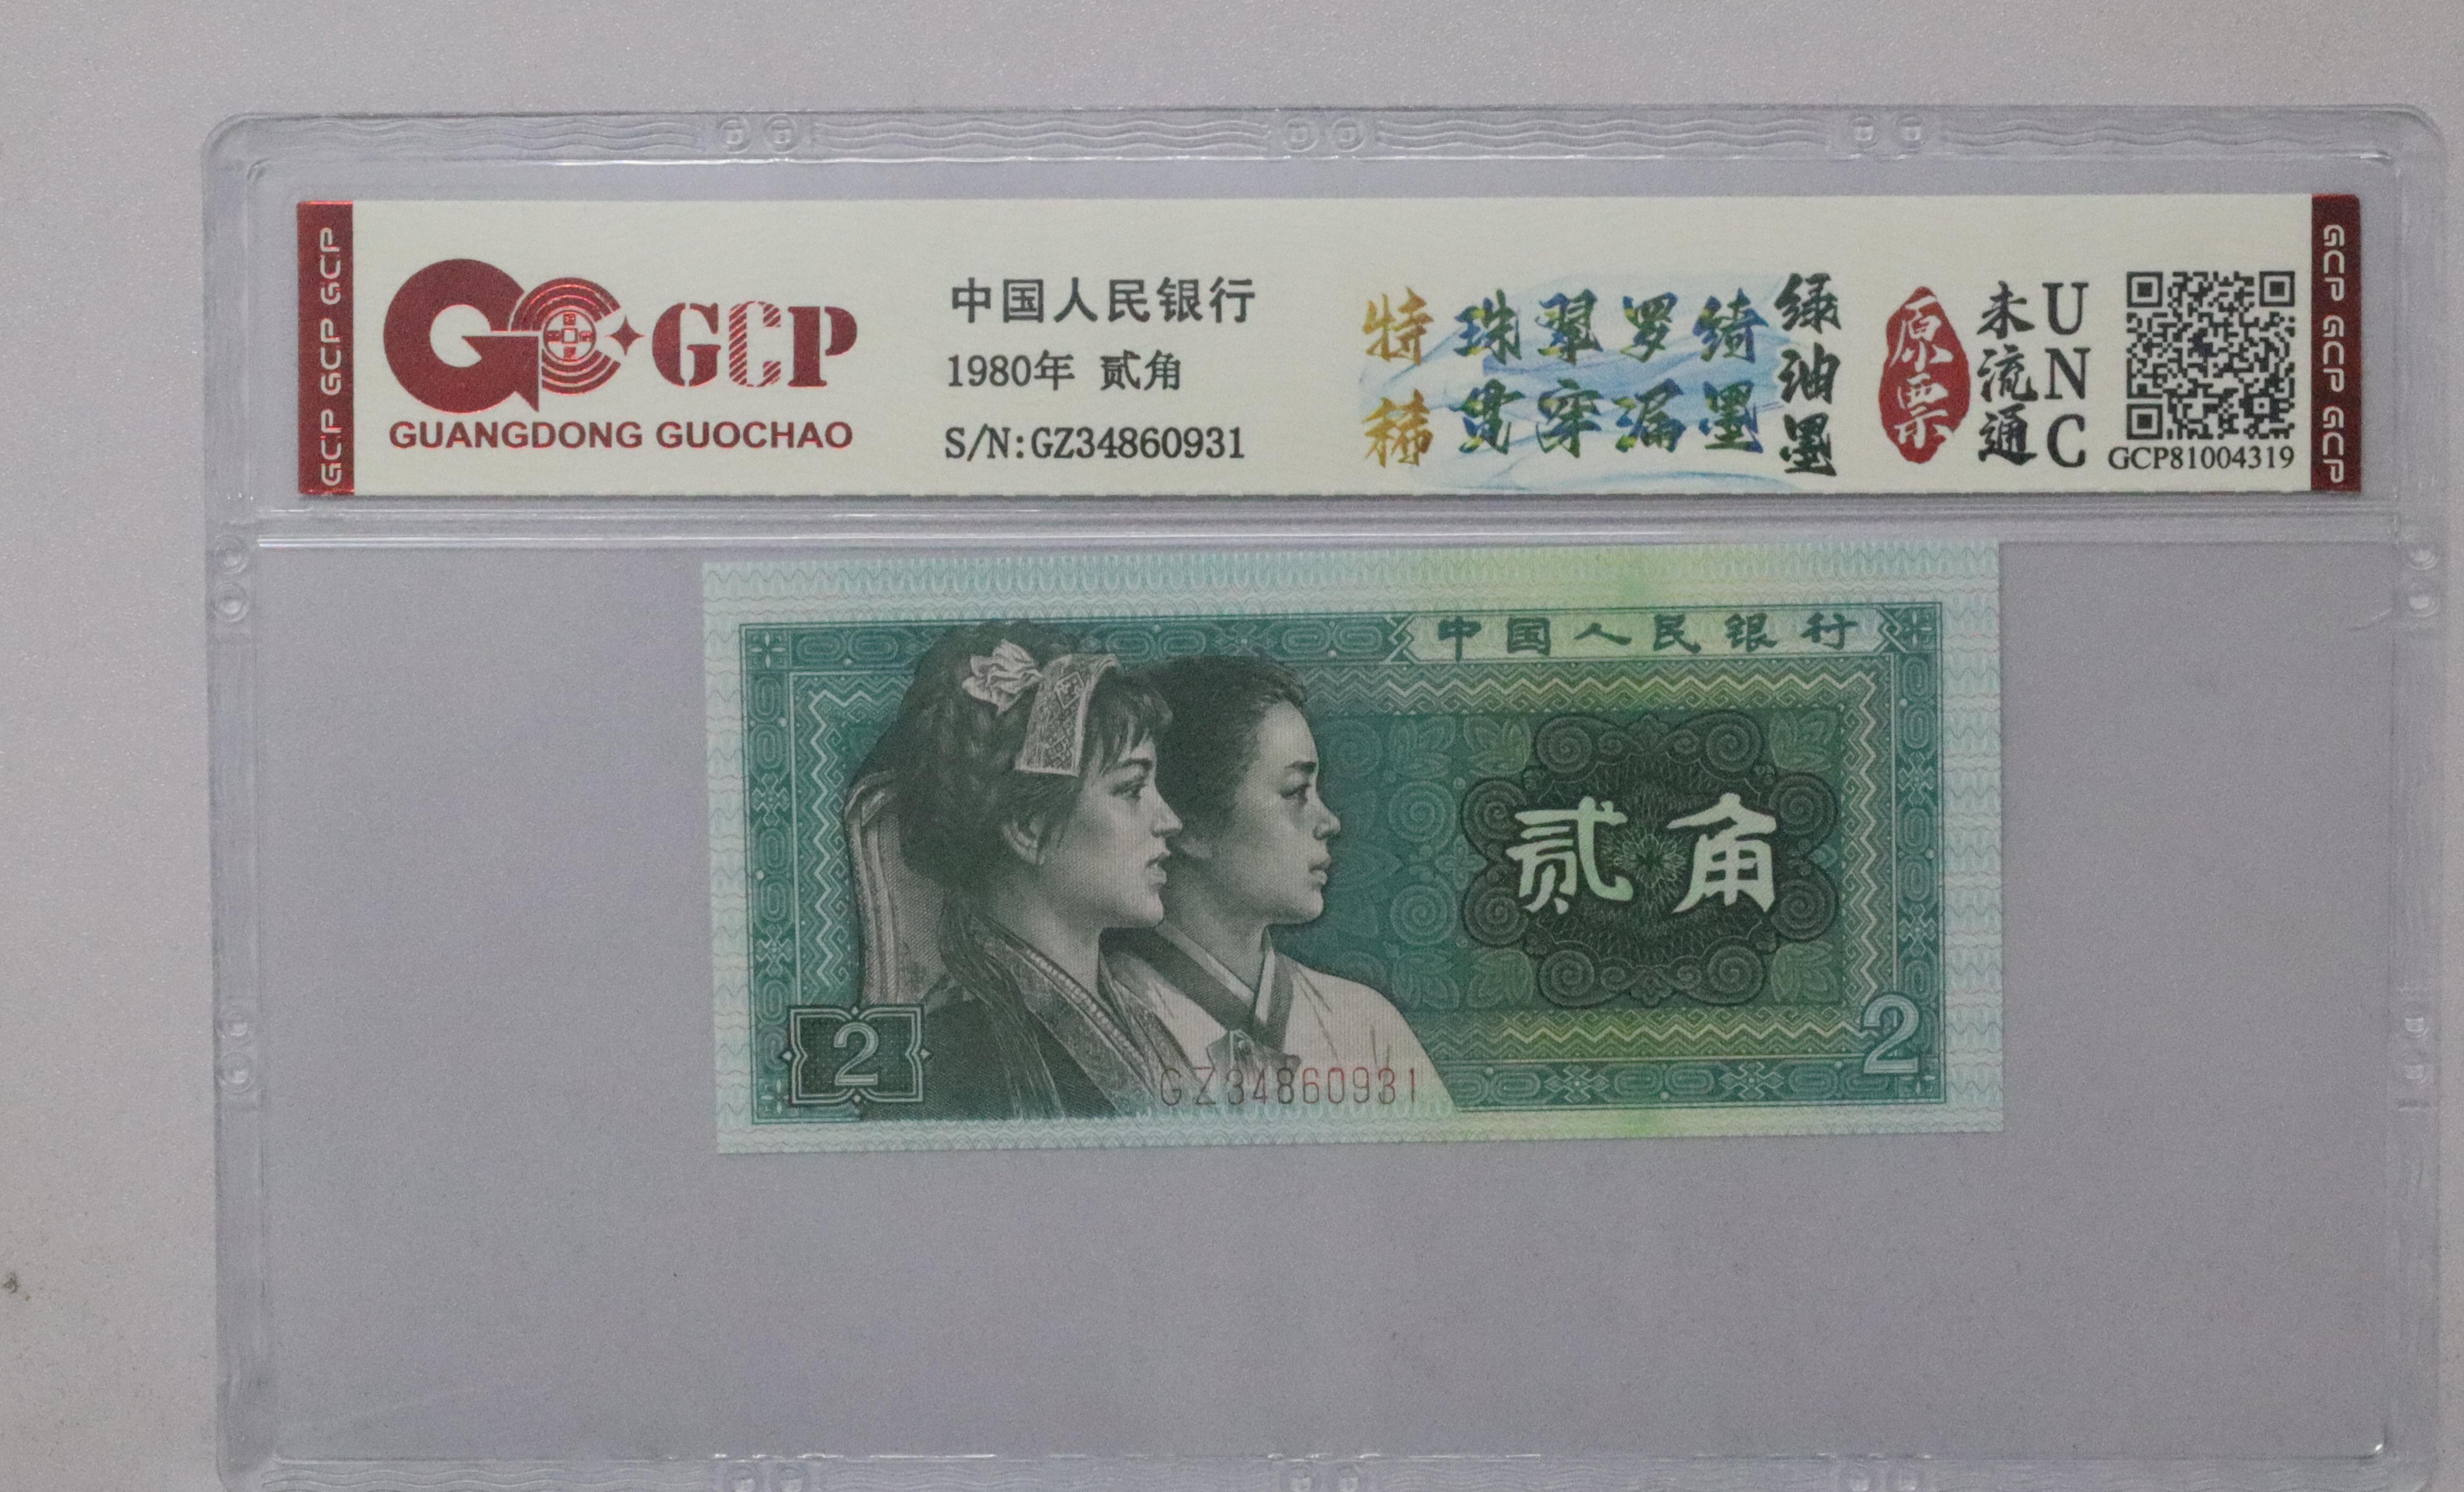 GCP GCP GCP
GCP
GUANGDONG GUOCHAO
中国人民银行
1980年 贰角
S/N:GZ34860931
特稀
珠翠罗绮
贯穿漏墨
绿油墨
原票
未流通
UNC
GCP81004319
GCP GCP GCP
中国人民银行
贰角
2
2
GZ34860931